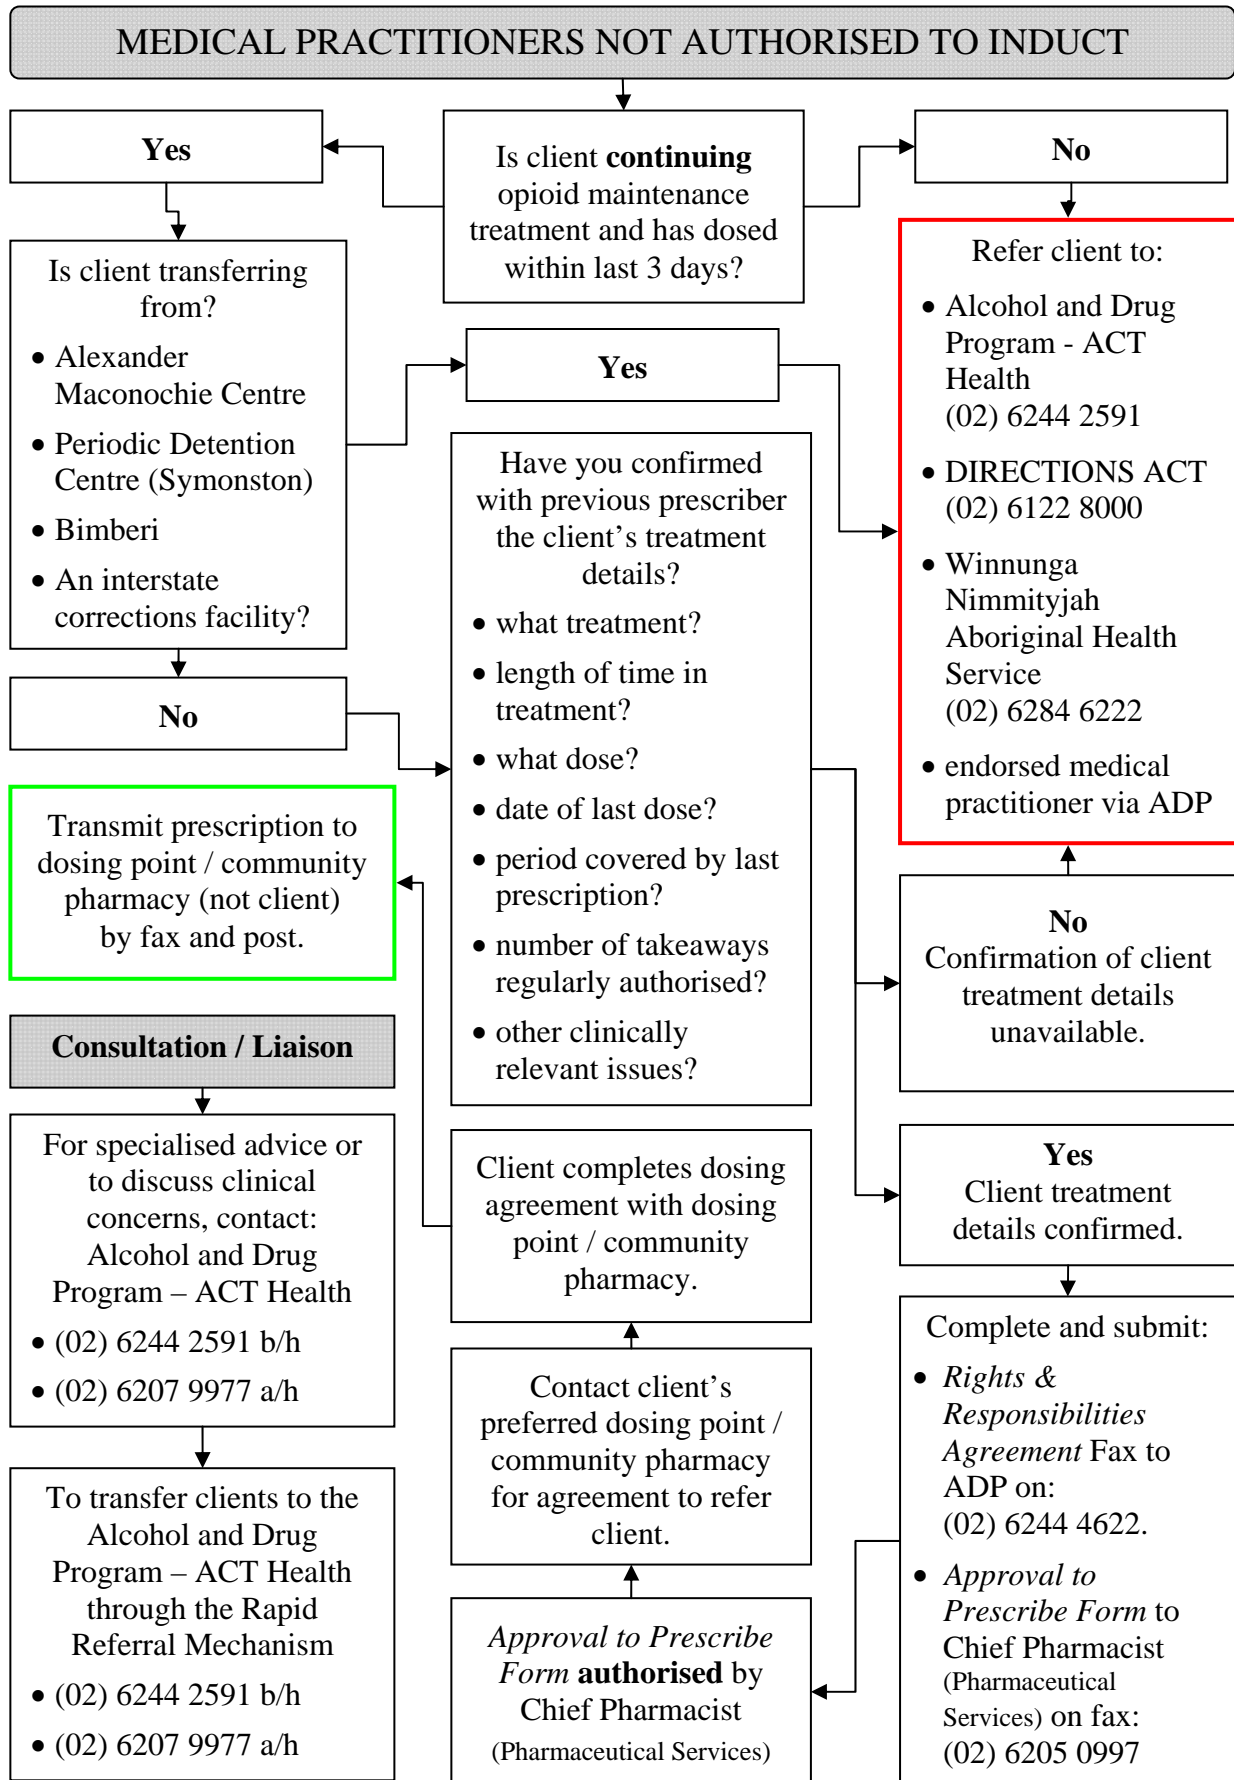 MEDICAL PRACTITIONERS NOT AUTHORISED TO INDUCT
Yes
Is client continuing
opioid maintenance
treatment and has dosed
within last 3 days?
No
Is client transferring
from?
• Alexander
Maconochie Centre
• Periodic Detention
Centre (Symonston)
• Bimberi
• An interstate
corrections facility?
Yes
Refer client to:
• Alcohol and Drug
Program - ACT
Health
(02) 6244 2591
• DIRECTIONS ACT
(02) 6122 8000
• Winnunga
Nimmityjah
Aboriginal Health
Service
(02) 6284 6222
• endorsed medical
practitioner via ADP
No
Have you confirmed
with previous prescriber
the client's treatment
details?
• what treatment?
• length of time in
treatment?
• what dose?
• date of last dose?
• period covered by last
prescription?
• number of takeaways
regularly authorised?
• other clinically
relevant issues?
No
Confirmation of client
treatment details
unavailable.
Yes
Client treatment
details confirmed.
Complete and submit:
• Rights &
Responsibilities
Agreement Fax to
ADP on:
(02) 6244 4622.
• Approval to
Prescribe Form to
Chief Pharmacist
(Pharmaceutical
Services) on fax:
(02) 6205 0997
Approval to Prescribe
Form authorised by
Chief Pharmacist
(Pharmaceutical Services)
Contact client's
preferred dosing point /
community pharmacy
for agreement to refer
client.
Client completes dosing
agreement with dosing
point / community
pharmacy.
Transmit prescription to
dosing point / community
pharmacy (not client)
by fax and post.
Consultation / Liaison
For specialised advice or
to discuss clinical
concerns, contact:
Alcohol and Drug
Program – ACT Health
• (02) 6244 2591 b/h
• (02) 6207 9977 a/h
To transfer clients to the
Alcohol and Drug
Program – ACT Health
through the Rapid
Referral Mechanism
• (02) 6244 2591 b/h
• (02) 6207 9977 a/h